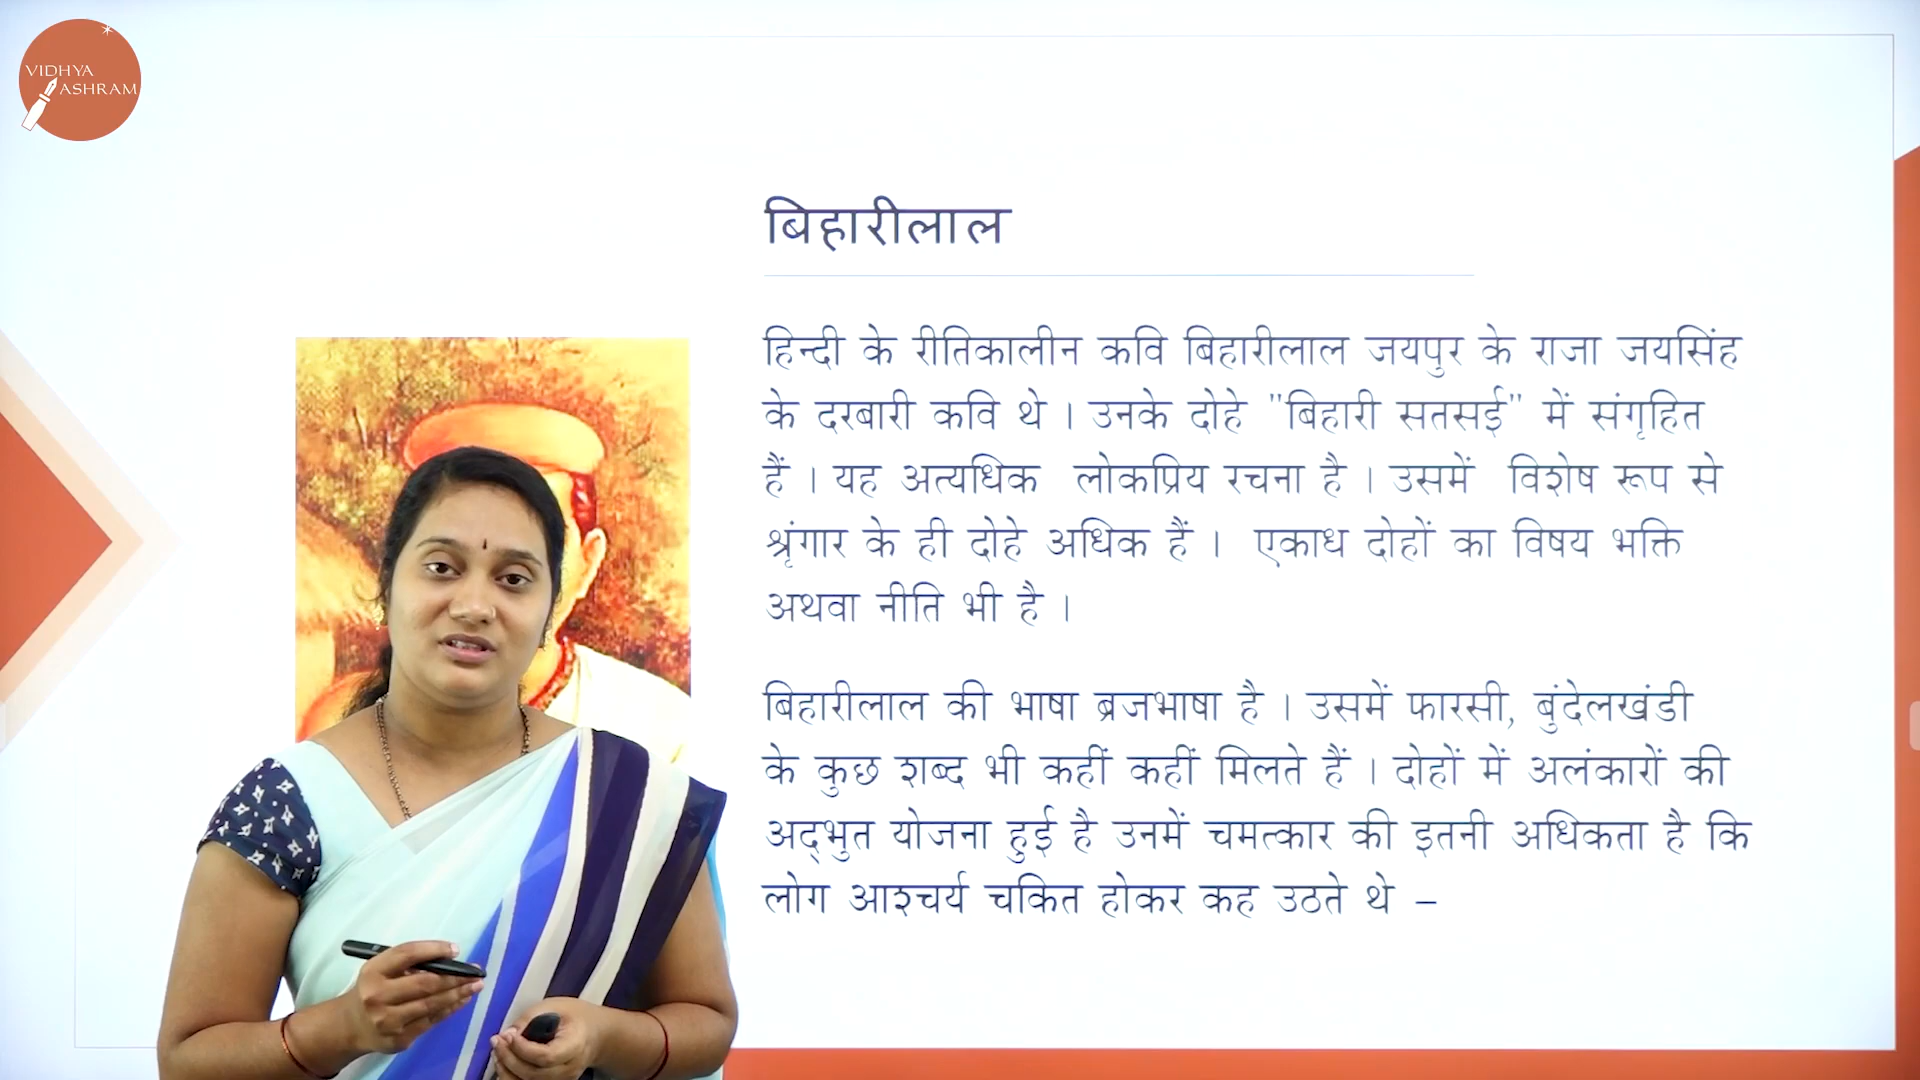 VIDHYA
ASHRAM
बिहारीलाल
हिन्दी के रीतिकालीन कवि बिहारीलाल जयपुर के राजा जयसिंह
के दरबारी कवि थे । उनके दोहे "बिहारी सतसई" में संगृहित
हैं । यह अत्यधिक लोकप्रिय रचना है । उसमें विशेष रूप से
श्रृंगार के ही दोहे अधिक हैं । एकाध दोहों का विषय भक्ति
अथवा नीति भी है ।
बिहारीलाल की भाषा ब्रजभाषा है । उसमें फारसी, बुंदेलखंडी
के कुछ शब्द भी कहीं कहीं मिलते हैं । दोहों में अलंकारों की
अद्‌भुत योजना हुई है उनमें चमत्कार की इतनी अधिकता है कि
लोग आश्चर्य चकित होकर कह उठते थे –